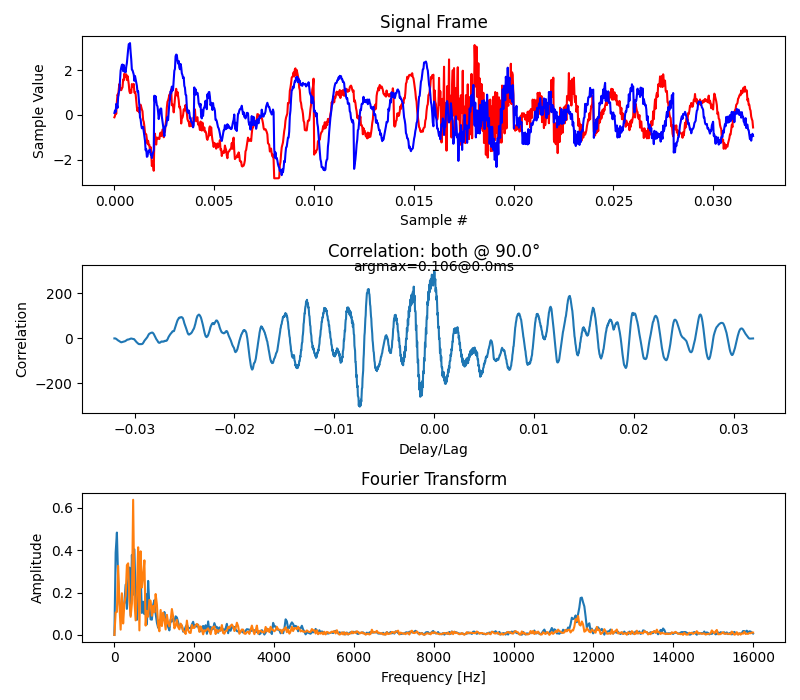 Signal Frame
Sample Value
2
0
−2
0.000 0.005 0.010 0.015 0.020 0.025 0.030
Sample #
Correlation: both @ 90.0°
argmax=0.106@0.0ms
Correlation
200
0
−200
−0.03 −0.02 −0.01 0.00 0.01 0.02 0.03
Delay/Lag
Fourier Transform
Amplitude
0.6
0.4
0.2
0.0
0 2000 4000 6000 8000 10000 12000 14000 16000
Frequency [Hz]